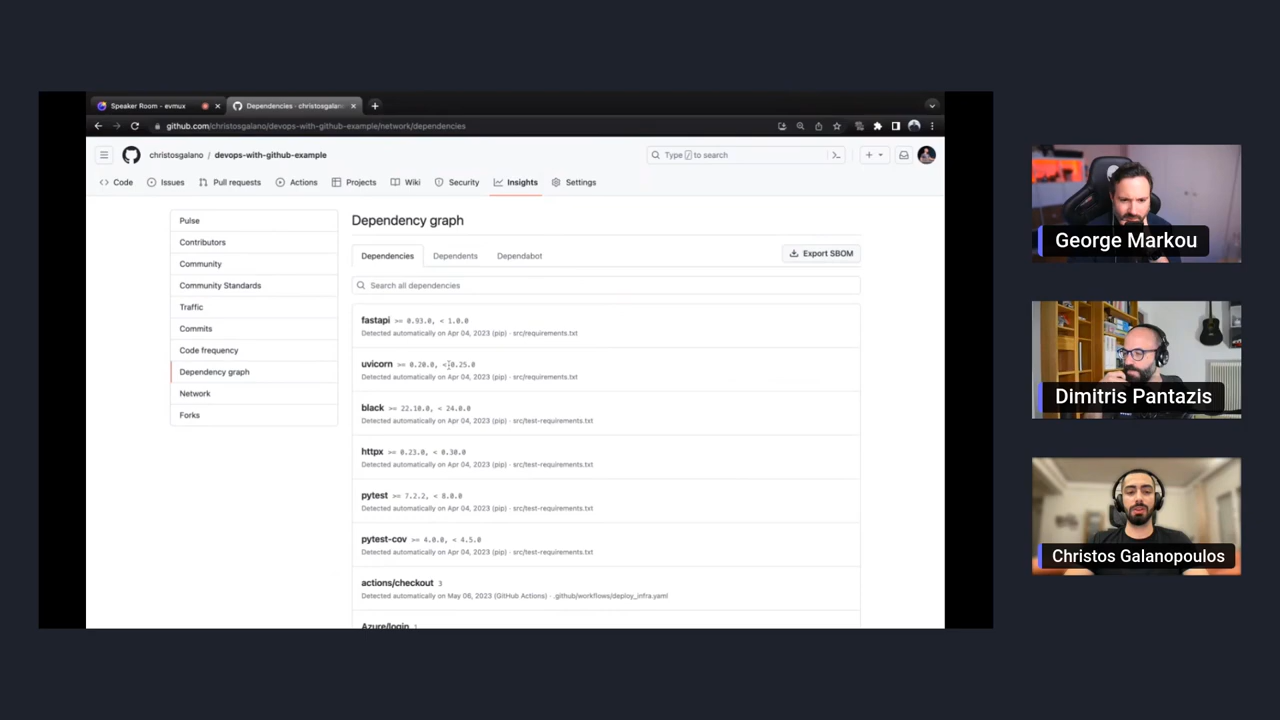 Speaker Room - evmux
Dependencies · christosgalano
github.com/christosgalano/devops-with-github-example/network/dependencies
christosgalano / devops-with-github-example
Type / to search
Code Issues Pull requests Actions Projects Wiki Security Insights Settings
Pulse
Contributors
Community
Community Standards
Traffic
Commits
Code frequency
Dependency graph
Network
Forks
Dependency graph
Dependencies Dependents Dependabot
Export SBOM
Search all dependencies
fastapi >= 0.93.0, < 1.0.0
Detected automatically on Apr 04, 2023 (pip) · src/requirements.txt
uvicorn >= 0.20.0, < 0.25.0
Detected automatically on Apr 04, 2023 (pip) · src/requirements.txt
black >= 22.10.0, < 24.0.0
Detected automatically on Apr 04, 2023 (pip) · src/test-requirements.txt
httpx >= 0.23.0, < 0.30.0
Detected automatically on Apr 04, 2023 (pip) · src/test-requirements.txt
pytest >= 7.2.2, < 8.0.0
Detected automatically on Apr 04, 2023 (pip) · src/test-requirements.txt
pytest-cov >= 4.0.0, < 4.5.0
Detected automatically on Apr 04, 2023 (pip) · src/test-requirements.txt
actions/checkout 3
Detected automatically on May 06, 2023 (GitHub Actions) · .github/workflows/deploy_infra.yaml
Azure/login 1
George Markou
Dimitris Pantazis
Christos Galanopoulos